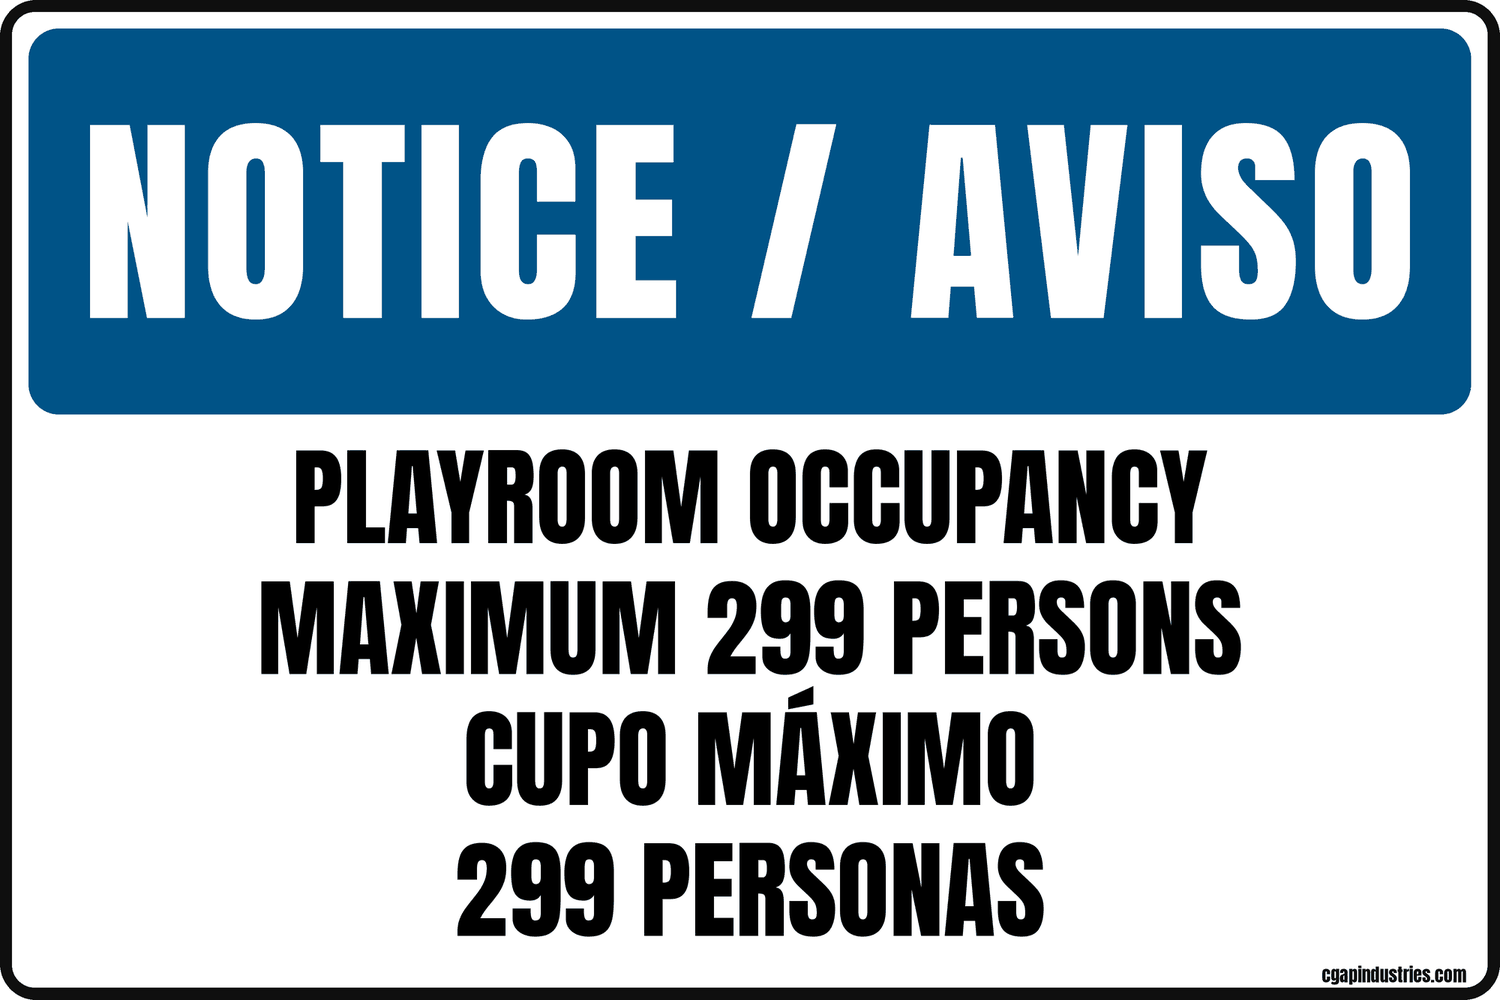 NOTICE / AVISO
PLAYROOM OCCUPANCY
MAXIMUM 299 PERSONS
CUPO MÁXIMO
299 PERSONAS
cgapindustries.com